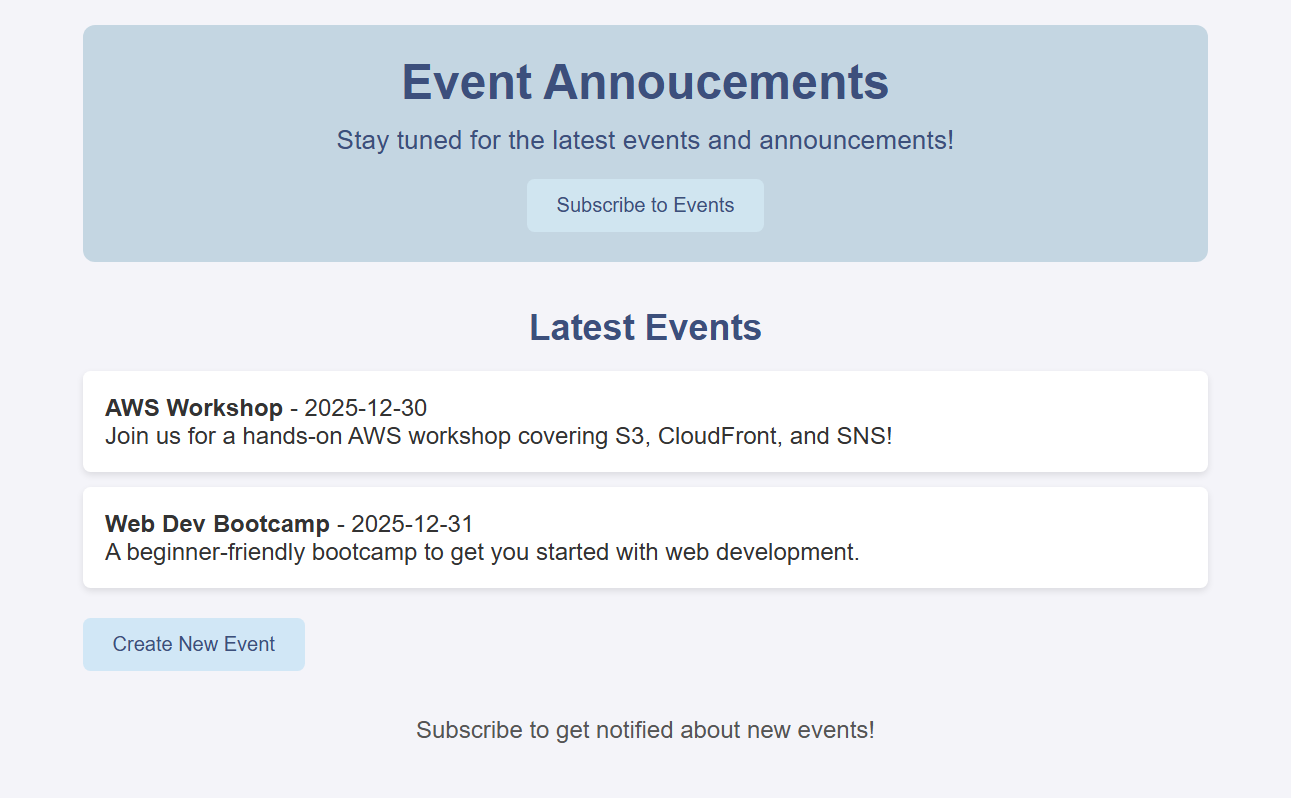 Event Annoucements
Stay tuned for the latest events and announcements!
Subscribe to Events
Latest Events
AWS Workshop - 2025-12-30
Join us for a hands-on AWS workshop covering S3, CloudFront, and SNS!
Web Dev Bootcamp - 2025-12-31
A beginner-friendly bootcamp to get you started with web development.
Create New Event
Subscribe to get notified about new events!